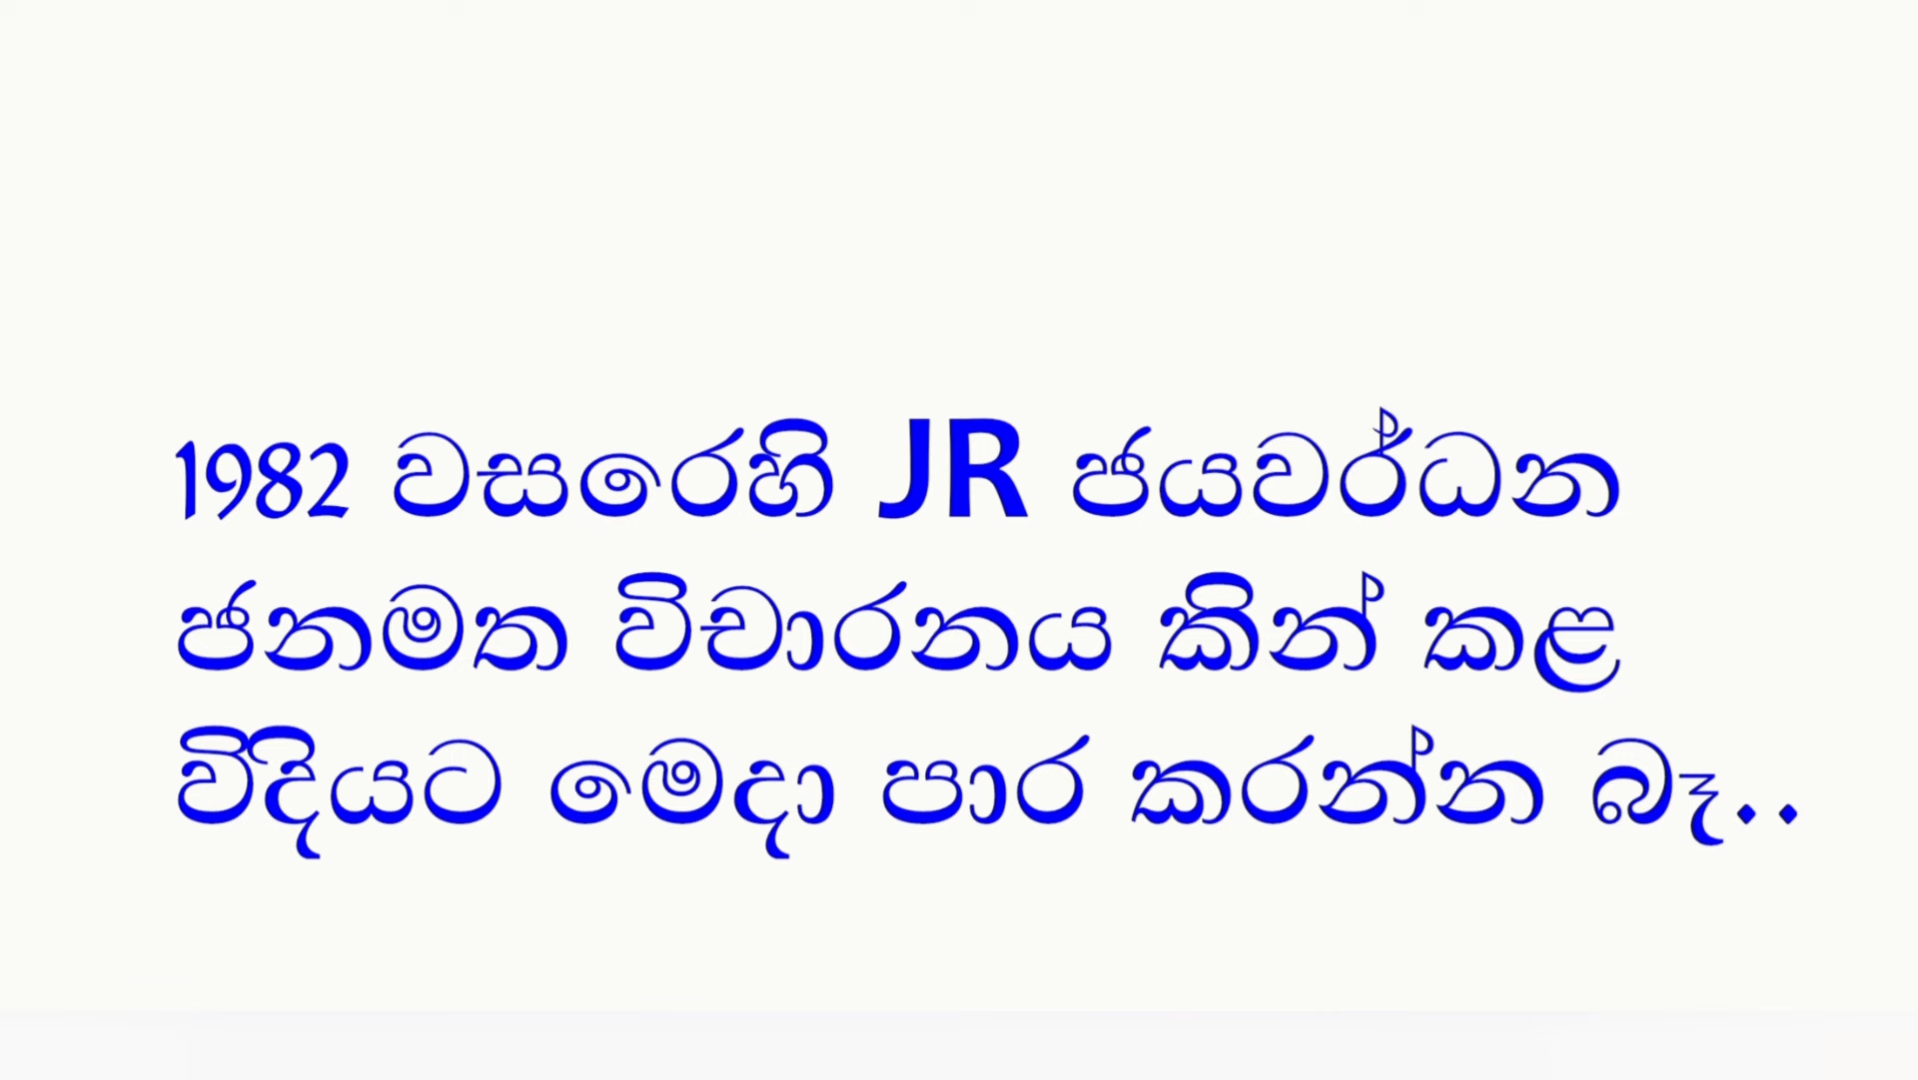 1982 වසරෙහි JR ජයවර්ධන
ජනමත විචාරනය කින් කළ
විදියට මෙදා පාර කරන්න බෑ..